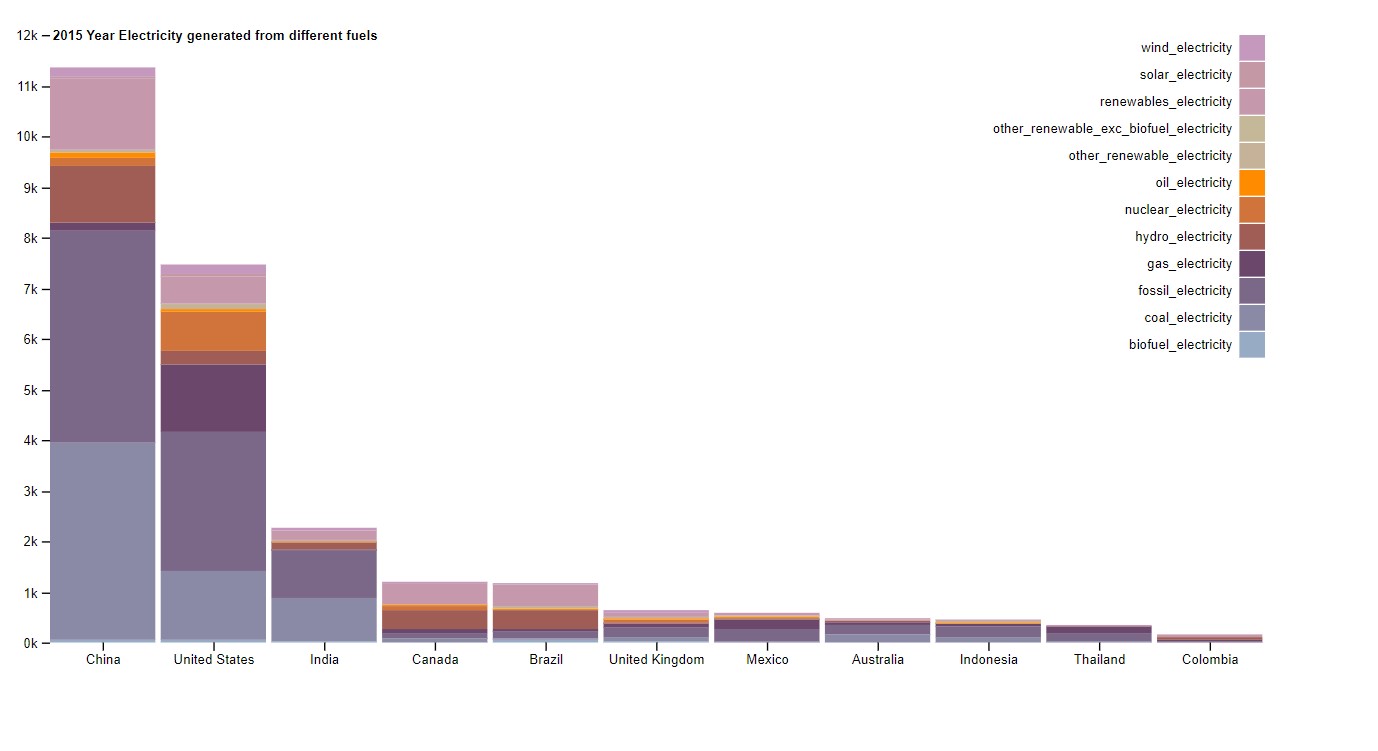 2015 Year Electricity generated from different fuels
12k
11k
10k
9k
8k
7k
6k
5k
4k
3k
2k
1k
0k
wind_electricity
solar_electricity
renewables_electricity
other_renewable_exc_biofuel_electricity
other_renewable_electricity
oil_electricity
nuclear_electricity
hydro_electricity
gas_electricity
fossil_electricity
coal_electricity
biofuel_electricity
China United States India Canada Brazil United Kingdom Mexico Australia Indonesia Thailand Colombia